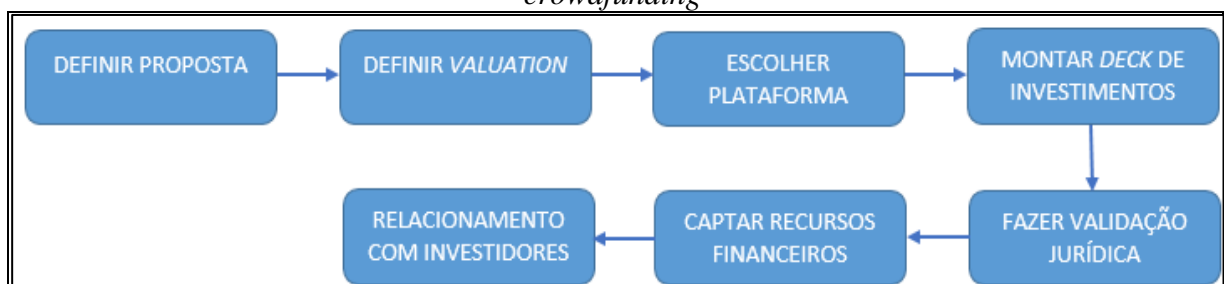 crowdfunding
DEFINIR PROPOSTA
DEFINIR VALUATION
ESCOLHER
PLATAFORMA
MONTAR DECK DE
INVESTIMENTOS
FAZER VALIDAÇÃO
JURÍDICA
CAPTAR RECURSOS
FINANCEIROS
RELACIONAMENTO
COM INVESTIDORES